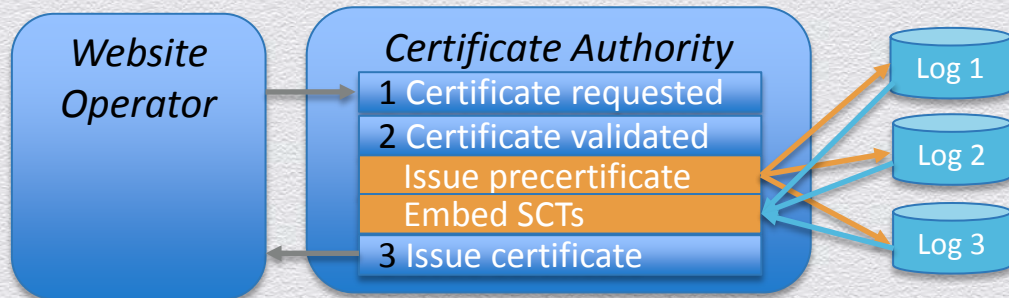 Website
Operator
Certificate Authority
1 Certificate requested
2 Certificate validated
Issue precertificate
Embed SCTs
3 Issue certificate
Log 1
Log 2
Log 3